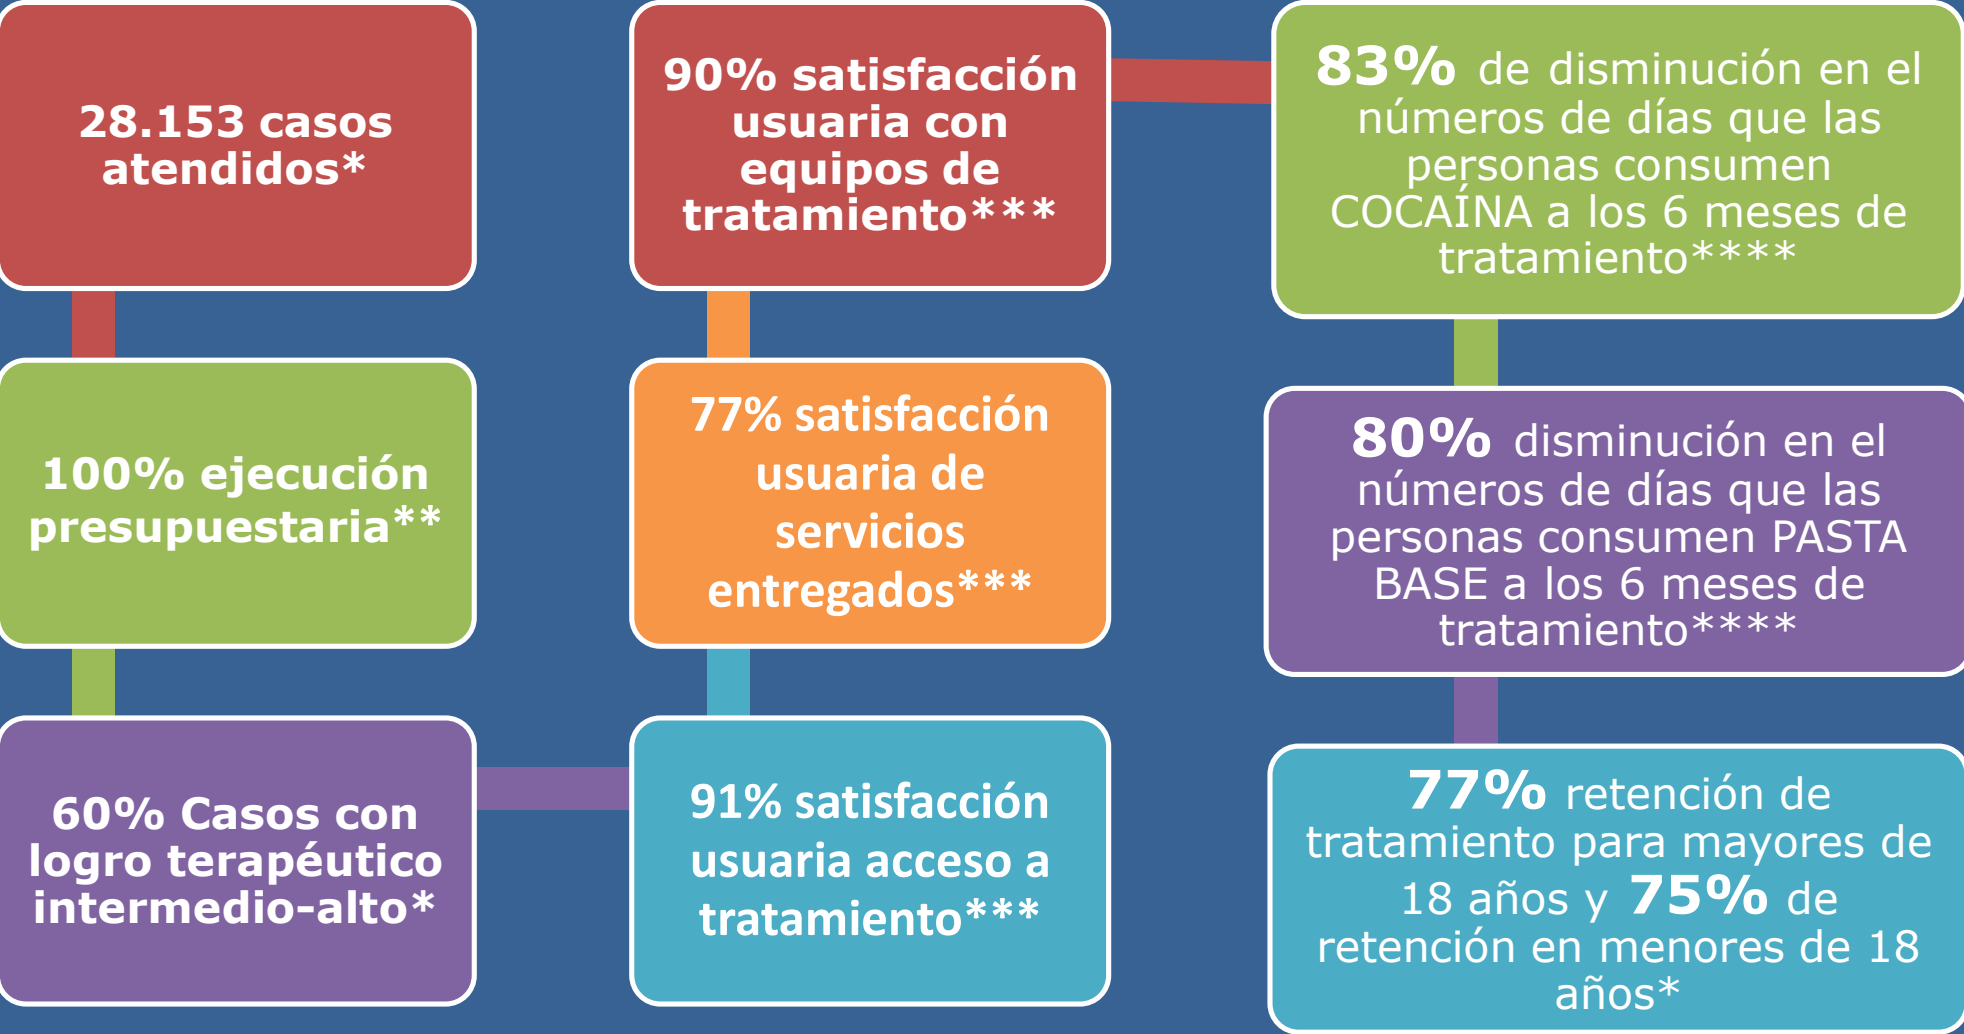 28.153 casos
atendidos*
100% ejecución
presupuestaria**
60% Casos con
logro terapéutico
intermedio-alto*
91% satisfacción
usuaria acceso a
tratamiento***
77% satisfacción
usuaria de
servicios
entregados***
90% satisfacción
usuaria con
equipos de
tratamiento***
83% de disminución en el
números de días que las
personas consumen
COCAÍNA a los 6 meses de
tratamiento****
80% disminución en el
números de días que las
personas consumen PASTA
BASE a los 6 meses de
tratamiento****
77% retención de
tratamiento para mayores de
18 años y 75% de
retención en menores de 18
años*